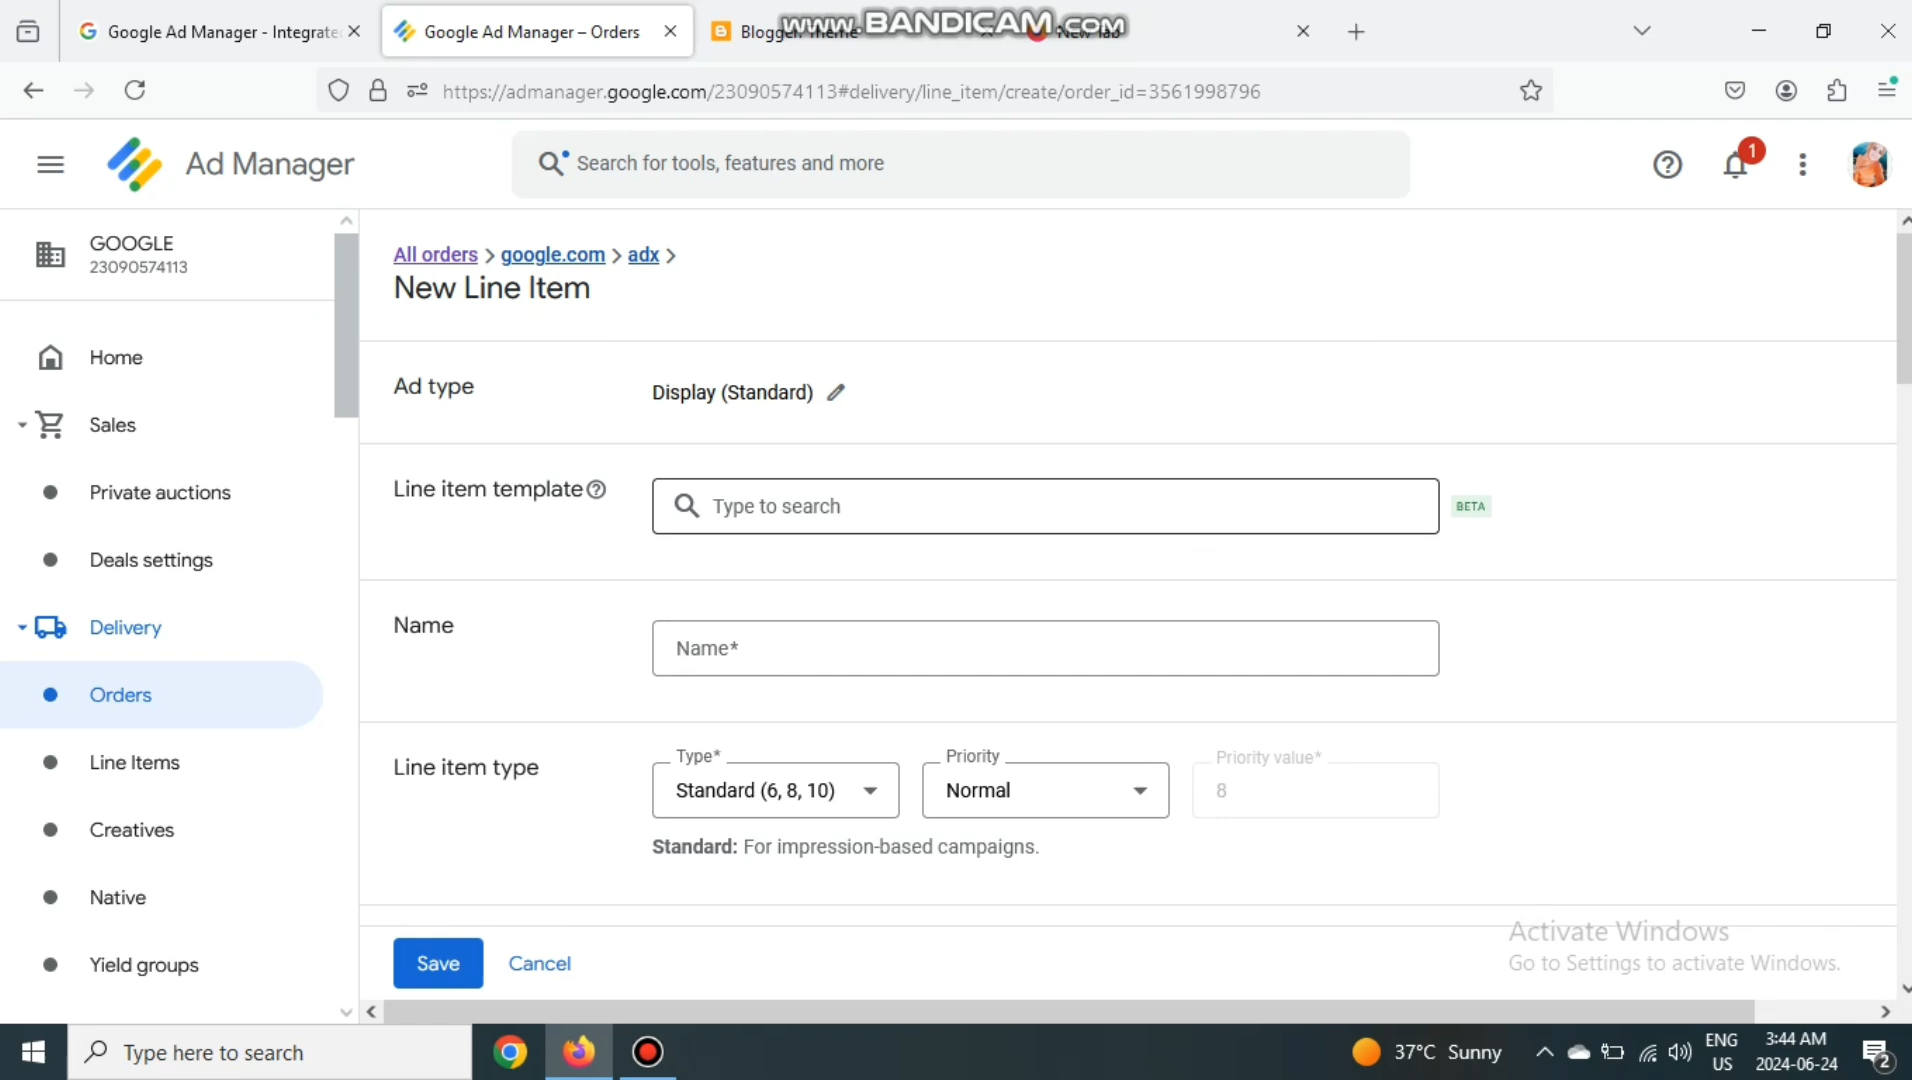 Google Ad Manager - Integrate
Google Ad Manager – Orders
Blogger: Theme
New Tab
www.BANDICAM.com
https://admanager.google.com/23090574113#delivery/line_item/create/order_id=3561998796
Ad Manager
Search for tools, features and more
1
GOOGLE
23090574113
Home
Sales
Private auctions
Deals settings
Delivery
Orders
Line Items
Creatives
Native
Yield groups
All orders > google.com > adx >
New Line Item
Ad type
Display (Standard)
Line item template
Type to search
BETA
Name
Name*
Line item type
Type*
Standard (6, 8, 10)
Priority
Normal
Priority value*
8
Standard: For impression-based campaigns.
Save
Cancel
Activate Windows
Go to Settings to activate Windows.
Type here to search
37°C Sunny
ENG
US
3:44 AM
2024-06-24
2